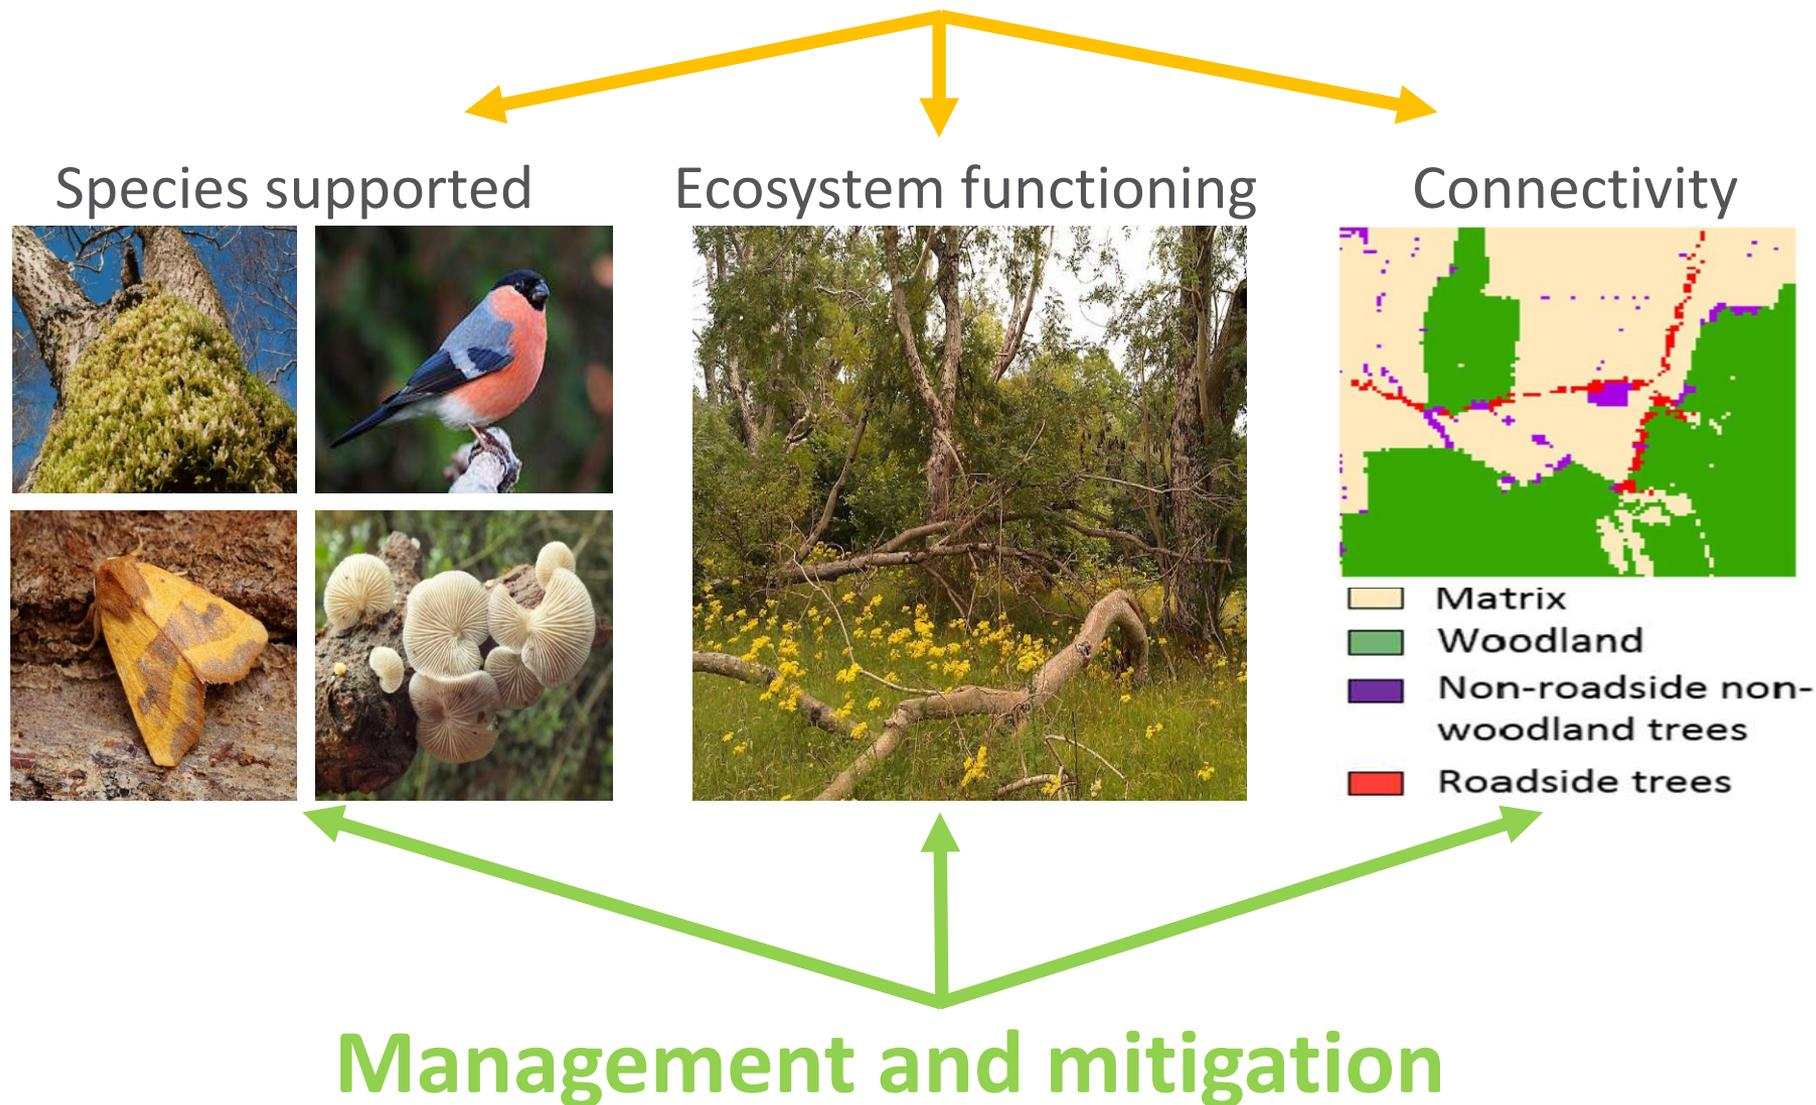 Species supported
Ecosystem functioning
Connectivity
Matrix
Woodland
Non-roadside non-
woodland trees
Roadside trees
Management and mitigation